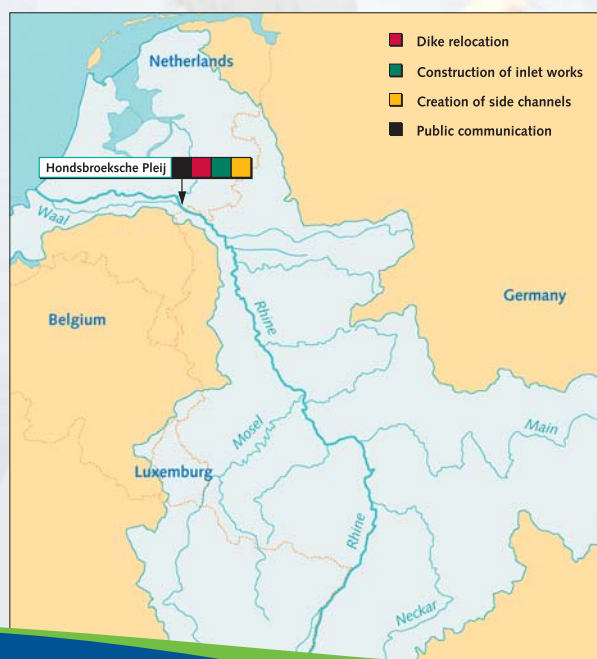 Netherlands
Dike relocation
Construction of inlet works
Creation of side channels
Public communication
Hondsbroeksche Pleij
Waal
Belgium
Rhine
Germany
Mosel
Main
Luxemburg
Rhine
Neckar